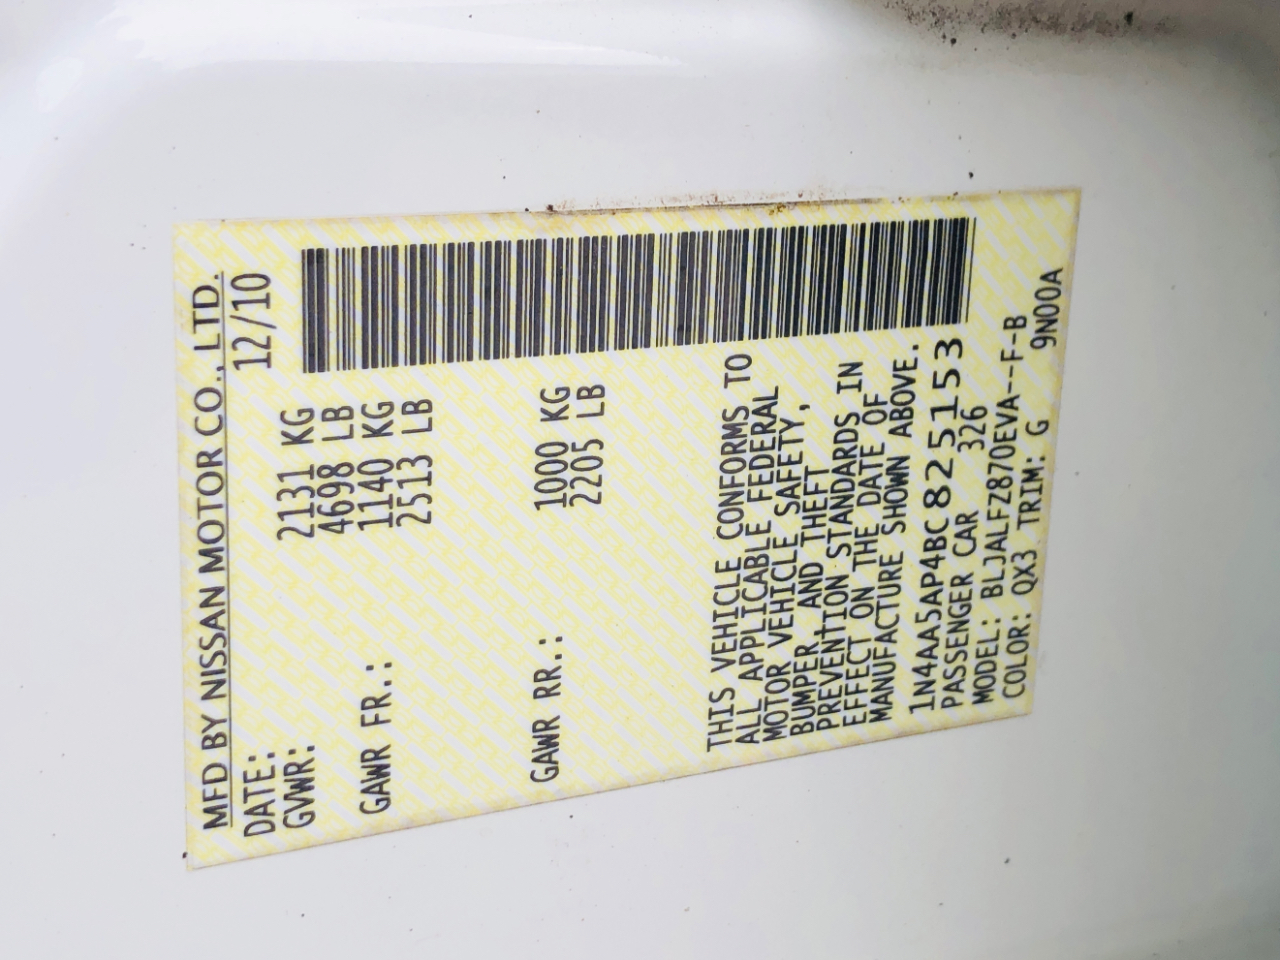 MFD BY NISSAN MOTOR CO., LTD.
DATE: 12/10
GVWR: 2131 KG
4698 LB
GAWR FR.: 1140 KG
2513 LB
GAWR RR.: 1000 KG
2205 LB
THIS VEHICLE CONFORMS TO
ALL APPLICABLE FEDERAL
MOTOR VEHICLE SAFETY,
BUMPER, AND THEFT
PREVENTION STANDARDS IN
EFFECT ON THE DATE OF
MANUFACTURE SHOWN ABOVE.
1N4AA5AP4BC825153
PASSENGER CAR 326
MODEL: BLJALFZ870EVA--F-B
COLOR: QX3 TRIM: G 9N00A